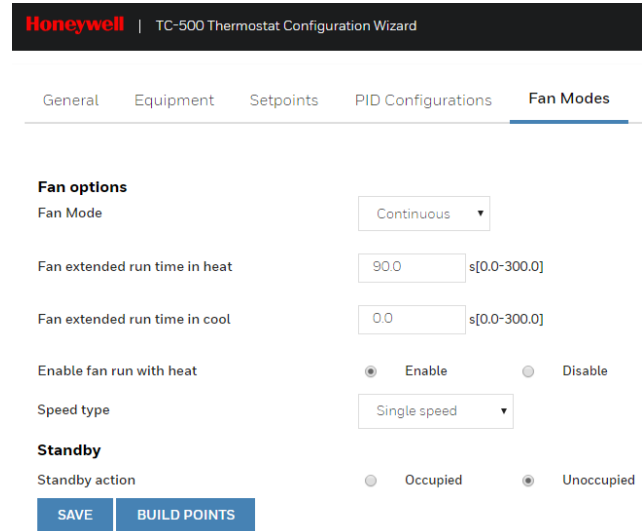 Honeywell | TC-500 Thermostat Configuration Wizard
General Equipment Setpoints PID Configurations Fan Modes
Fan options
Fan Mode Continuous
Fan extended run time in heat 90.0 s[0.0-300.0]
Fan extended run time in cool 0.0 s[0.0-300.0]
Enable fan run with heat Enable Disable
Speed type Single speed
Standby
Standby action Occupied Unoccupied
SAVE BUILD POINTS